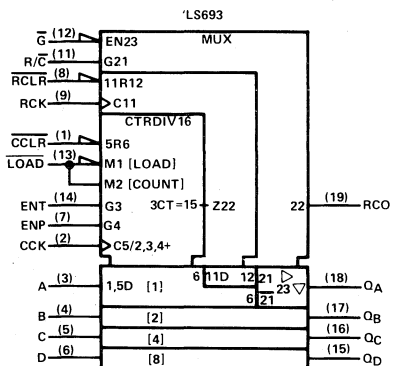 'LS693
MUX
G (12) EN23
R/C (11) G21
RCLR (8) 11R12
RCK (9) C11
CTRDIV16
CCLR (1) 5R6
LOAD (13) M1 [LOAD]
M2 [COUNT]
ENT (14) G3 3CT=15 Z22 22 (19) RCO
ENP (7) G4
CCK (2) C5/2,3,4+
A (3) 1,5D [1] 6 11D 12 21 ▷ (18) QA
6 21 23 ▽
B (4) [2] (17) QB
C (5) [4] (16) QC
D (6) [8] (15) QD